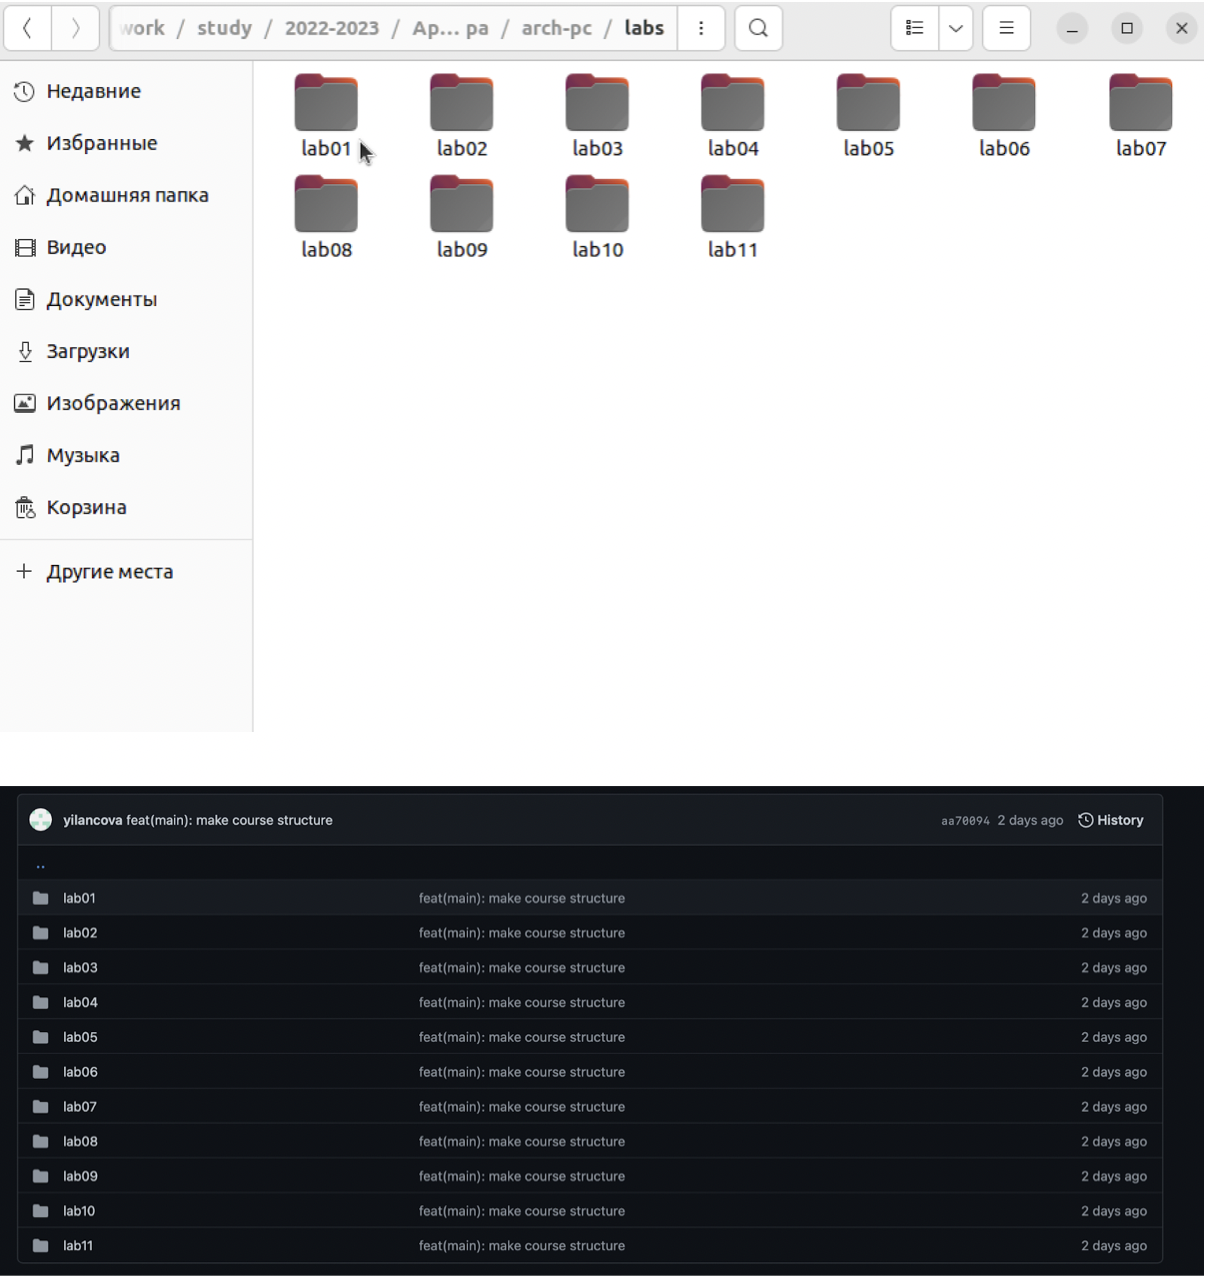 work / study / 2022-2023 / Ар... ра / arch-pc / labs
Недавние
Избранные
Домашняя папка
Видео
Документы
Загрузки
Изображения
Музыка
Корзина
Другие места
lab01 lab02 lab03 lab04 lab05 lab06 lab07
lab08 lab09 lab10 lab11
yilancova feat(main): make course structure aa70094 2 days ago History
..
lab01 feat(main): make course structure 2 days ago
lab02 feat(main): make course structure 2 days ago
lab03 feat(main): make course structure 2 days ago
lab04 feat(main): make course structure 2 days ago
lab05 feat(main): make course structure 2 days ago
lab06 feat(main): make course structure 2 days ago
lab07 feat(main): make course structure 2 days ago
lab08 feat(main): make course structure 2 days ago
lab09 feat(main): make course structure 2 days ago
lab10 feat(main): make course structure 2 days ago
lab11 feat(main): make course structure 2 days ago